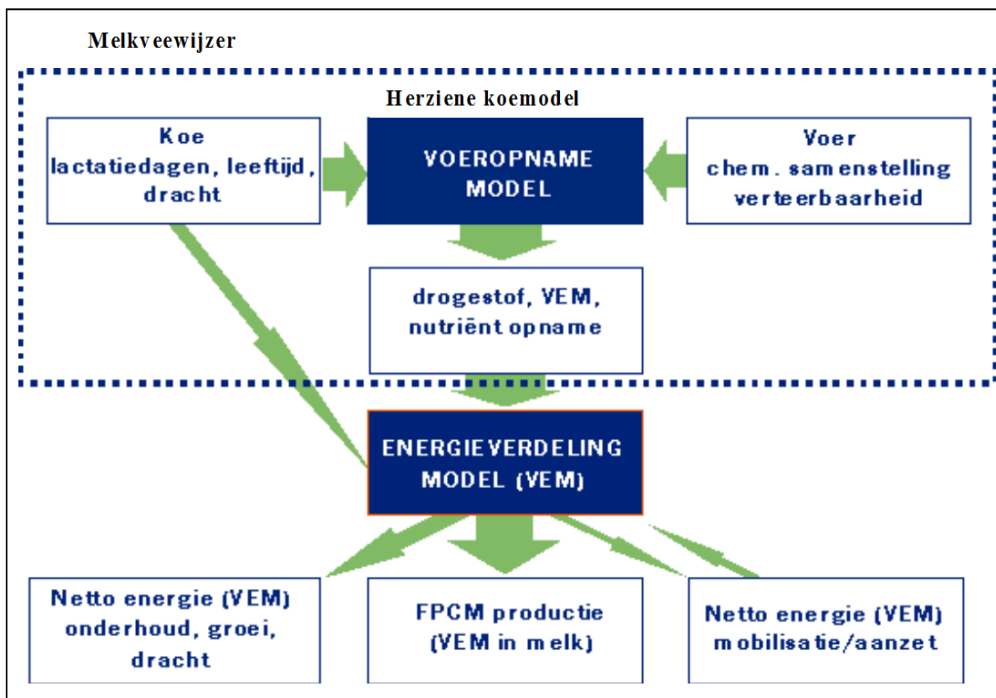 Melkveewijzer
Herziene koemodel
Koe
lactatiedagen, leeftijd,
dracht
VOEROPNAME
MODEL
Voer
chem. samenstelling
verteerbaarheid
drogestof, VEM,
nutriënt opname
ENERGIEVERDELING
MODEL (VEM)
Netto energie (VEM)
onderhoud, groei,
dracht
FPCM productie
(VEM in melk)
Netto energie (VEM)
mobilisatie/aanzet